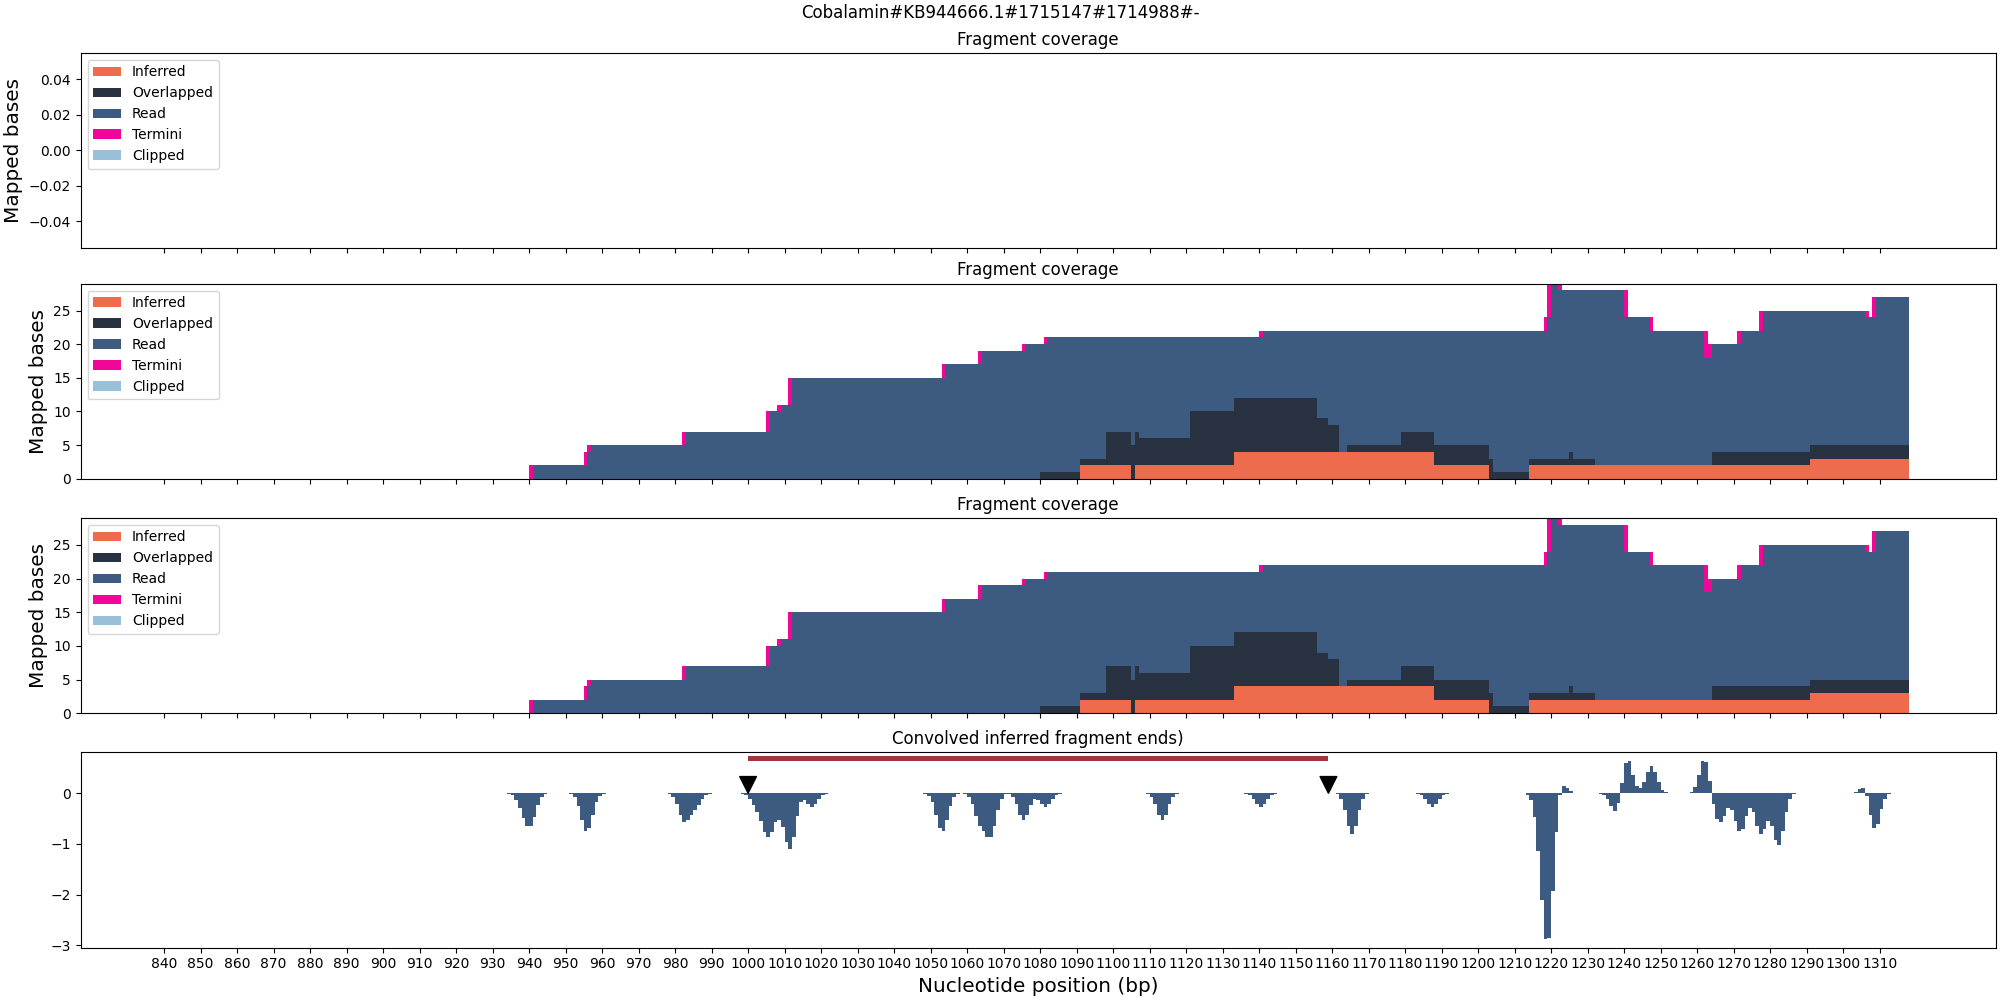 Cobalamin#KB944666.1#1715147#1714988#-
Fragment coverage
Mapped bases
0.04
0.02
0.00
−0.02
−0.04
Inferred
Overlapped
Read
Termini
Clipped
Fragment coverage
Mapped bases
25
20
15
10
5
0
Inferred
Overlapped
Read
Termini
Clipped
Fragment coverage
Mapped bases
25
20
15
10
5
0
Inferred
Overlapped
Read
Termini
Clipped
Convolved inferred fragment ends)
0
−1
−2
−3
840 850 860 870 880 890 900 910 920 930 940 950 960 970 980 990 1000 1010 1020 1030 1040 1050 1060 1070 1080 1090 1100 1110 1120 1130 1140 1150 1160 1170 1180 1190 1200 1210 1220 1230 1240 1250 1260 1270 1280 1290 1300 1310
Nucleotide position (bp)